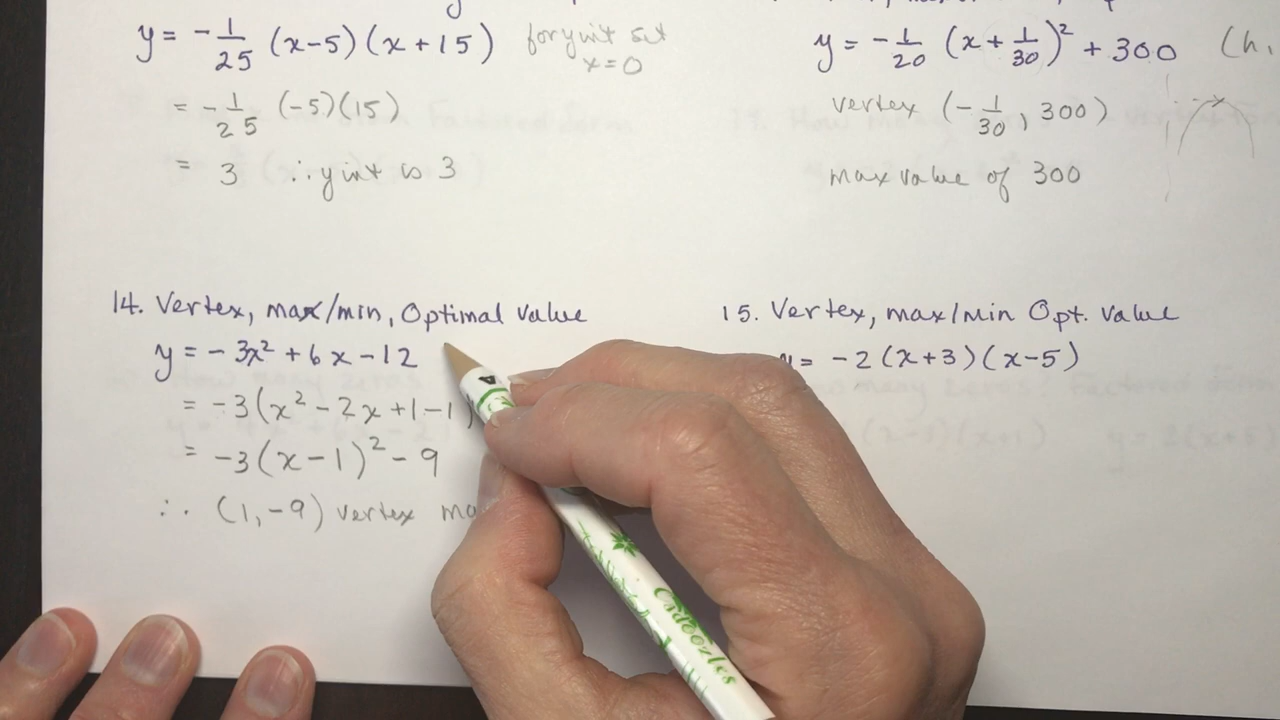 y = -1/25 (x-5)(x+15) for y int set
x=0
= -1/25 (-5)(15)
= 3 ∴ y int is 3
y = -1/20 (x+1/30)² + 300 (h,
vertex (-1/30, 300)
max value of 300
14. Vertex, max/min, Optimal value
y = -3x² + 6x - 12
= -3(x² - 2x + 1 - 1)
= -3(x-1)² - 9
∴ (1,-9) vertex
15. Vertex, max/min Opt. value
= -2(x+3)(x-5)
Cadoozles